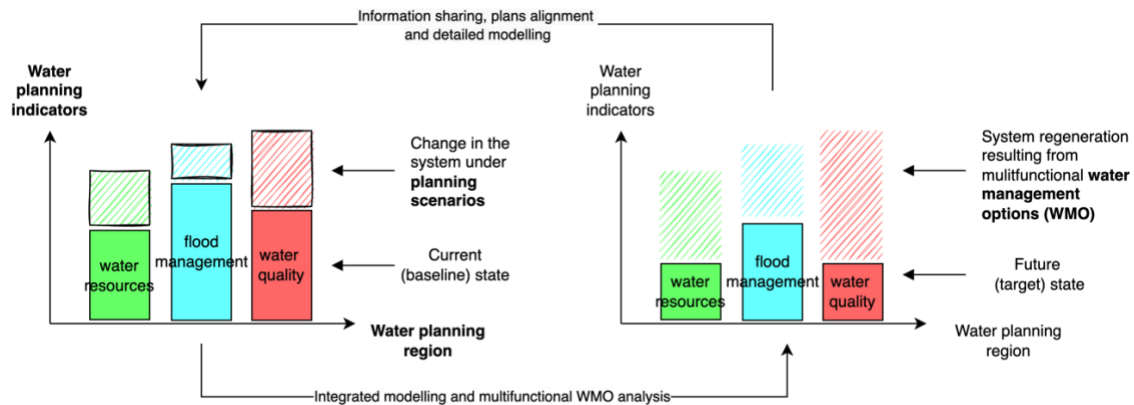 Information sharing, plans alignment
and detailed modelling
Water
planning
indicators
water
resources
flood
management
water
quality
Change in the
system under
planning
scenarios
Current
(baseline) state
Water planning
region
Water
planning
indicators
water
resources
flood
management
water
quality
System regeneration
resulting from
mulitfunctional water
management
options (WMO)
Future
(target) state
Water planning
region
Integrated modelling and multifunctional WMO analysis